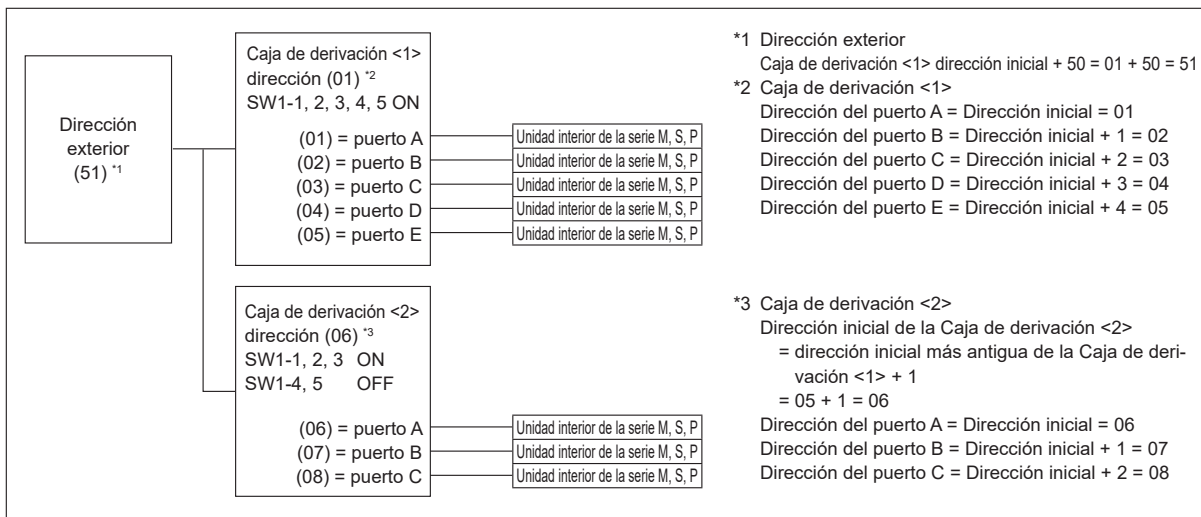 Dirección
exterior
(51) *1
Caja de derivación <1>
dirección (01) *2
SW1-1, 2, 3, 4, 5 ON
(01) = puerto A
(02) = puerto B
(03) = puerto C
(04) = puerto D
(05) = puerto E
Unidad interior de la serie M, S, P
Unidad interior de la serie M, S, P
Unidad interior de la serie M, S, P
Unidad interior de la serie M, S, P
Unidad interior de la serie M, S, P
Caja de derivación <2>
dirección (06) *3
SW1-1, 2, 3 ON
SW1-4, 5 OFF
(06) = puerto A
(07) = puerto B
(08) = puerto C
Unidad interior de la serie M, S, P
Unidad interior de la serie M, S, P
Unidad interior de la serie M, S, P
*1 Dirección exterior
Caja de derivación <1> dirección inicial + 50 = 01 + 50 = 51
*2 Caja de derivación <1>
Dirección del puerto A = Dirección inicial = 01
Dirección del puerto B = Dirección inicial + 1 = 02
Dirección del puerto C = Dirección inicial + 2 = 03
Dirección del puerto D = Dirección inicial + 3 = 04
Dirección del puerto E = Dirección inicial + 4 = 05
*3 Caja de derivación <2>
Dirección inicial de la Caja de derivación <2>
= dirección inicial más antigua de la Caja de deri-
vación <1> + 1
= 05 + 1 = 06
Dirección del puerto A = Dirección inicial = 06
Dirección del puerto B = Dirección inicial + 1 = 07
Dirección del puerto C = Dirección inicial + 2 = 08